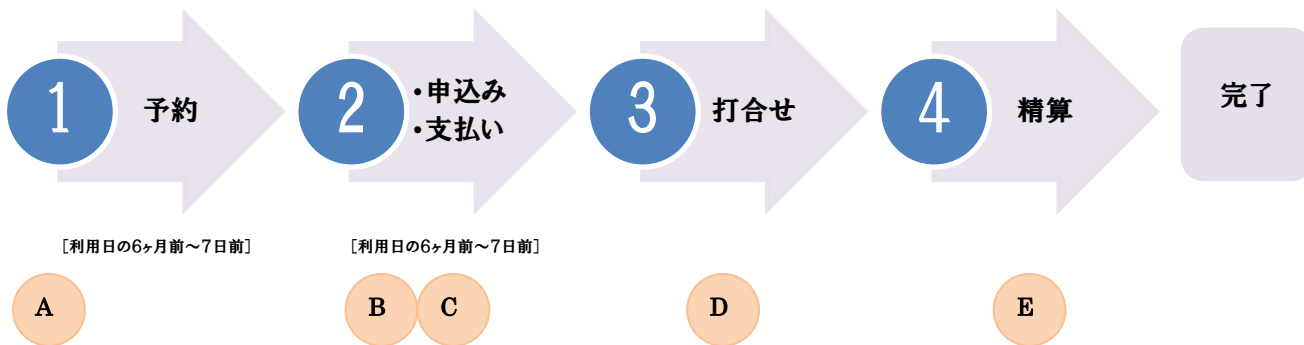 1
予約
2
・申込み
・支払い
3
打合せ
4
精算
完了
[利用日の6ヶ月前～7日前]
[利用日の6ヶ月前～7日前]
A
B
C
D
E